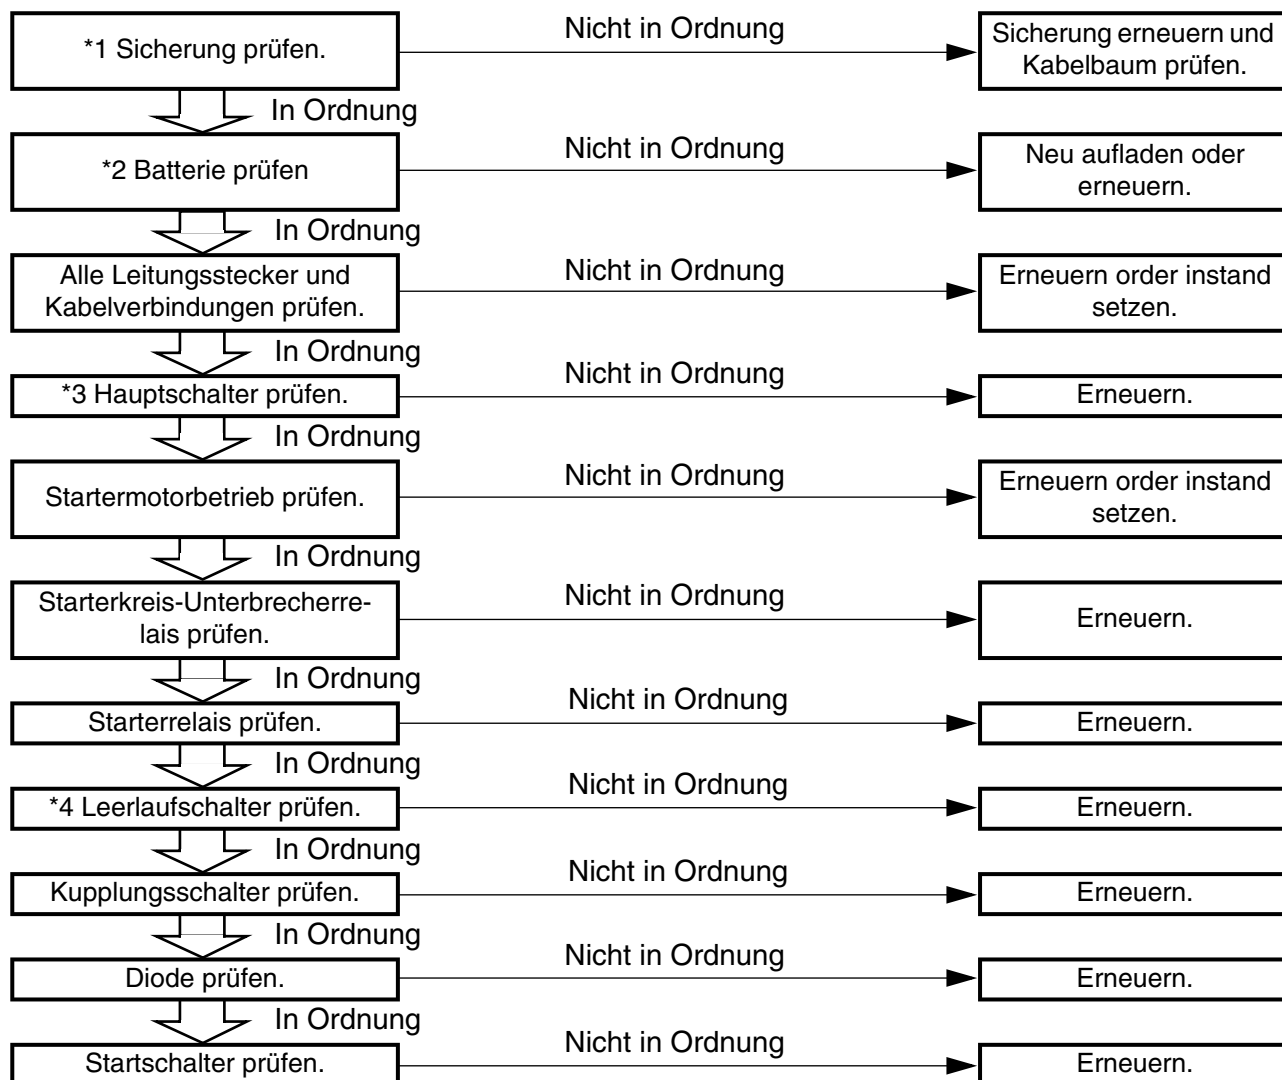 *1 Sicherung prüfen.
Nicht in Ordnung
Sicherung erneuern und
Kabelbaum prüfen.
In Ordnung
*2 Batterie prüfen
Nicht in Ordnung
Neu aufladen oder
erneuern.
In Ordnung
Alle Leitungsstecker und
Kabelverbindungen prüfen.
Nicht in Ordnung
Erneuern order instand
setzen.
In Ordnung
*3 Hauptschalter prüfen.
Nicht in Ordnung
Erneuern.
In Ordnung
Startermotorbetrieb prüfen.
Nicht in Ordnung
Erneuern order instand
setzen.
In Ordnung
Starterkreis-Unterbrecherre-
lais prüfen.
Nicht in Ordnung
Erneuern.
In Ordnung
Starterrelais prüfen.
Nicht in Ordnung
Erneuern.
In Ordnung
*4 Leerlaufschalter prüfen.
Nicht in Ordnung
Erneuern.
In Ordnung
Kupplungsschalter prüfen.
Nicht in Ordnung
Erneuern.
In Ordnung
Diode prüfen.
Nicht in Ordnung
Erneuern.
In Ordnung
Startschalter prüfen.
Nicht in Ordnung
Erneuern.